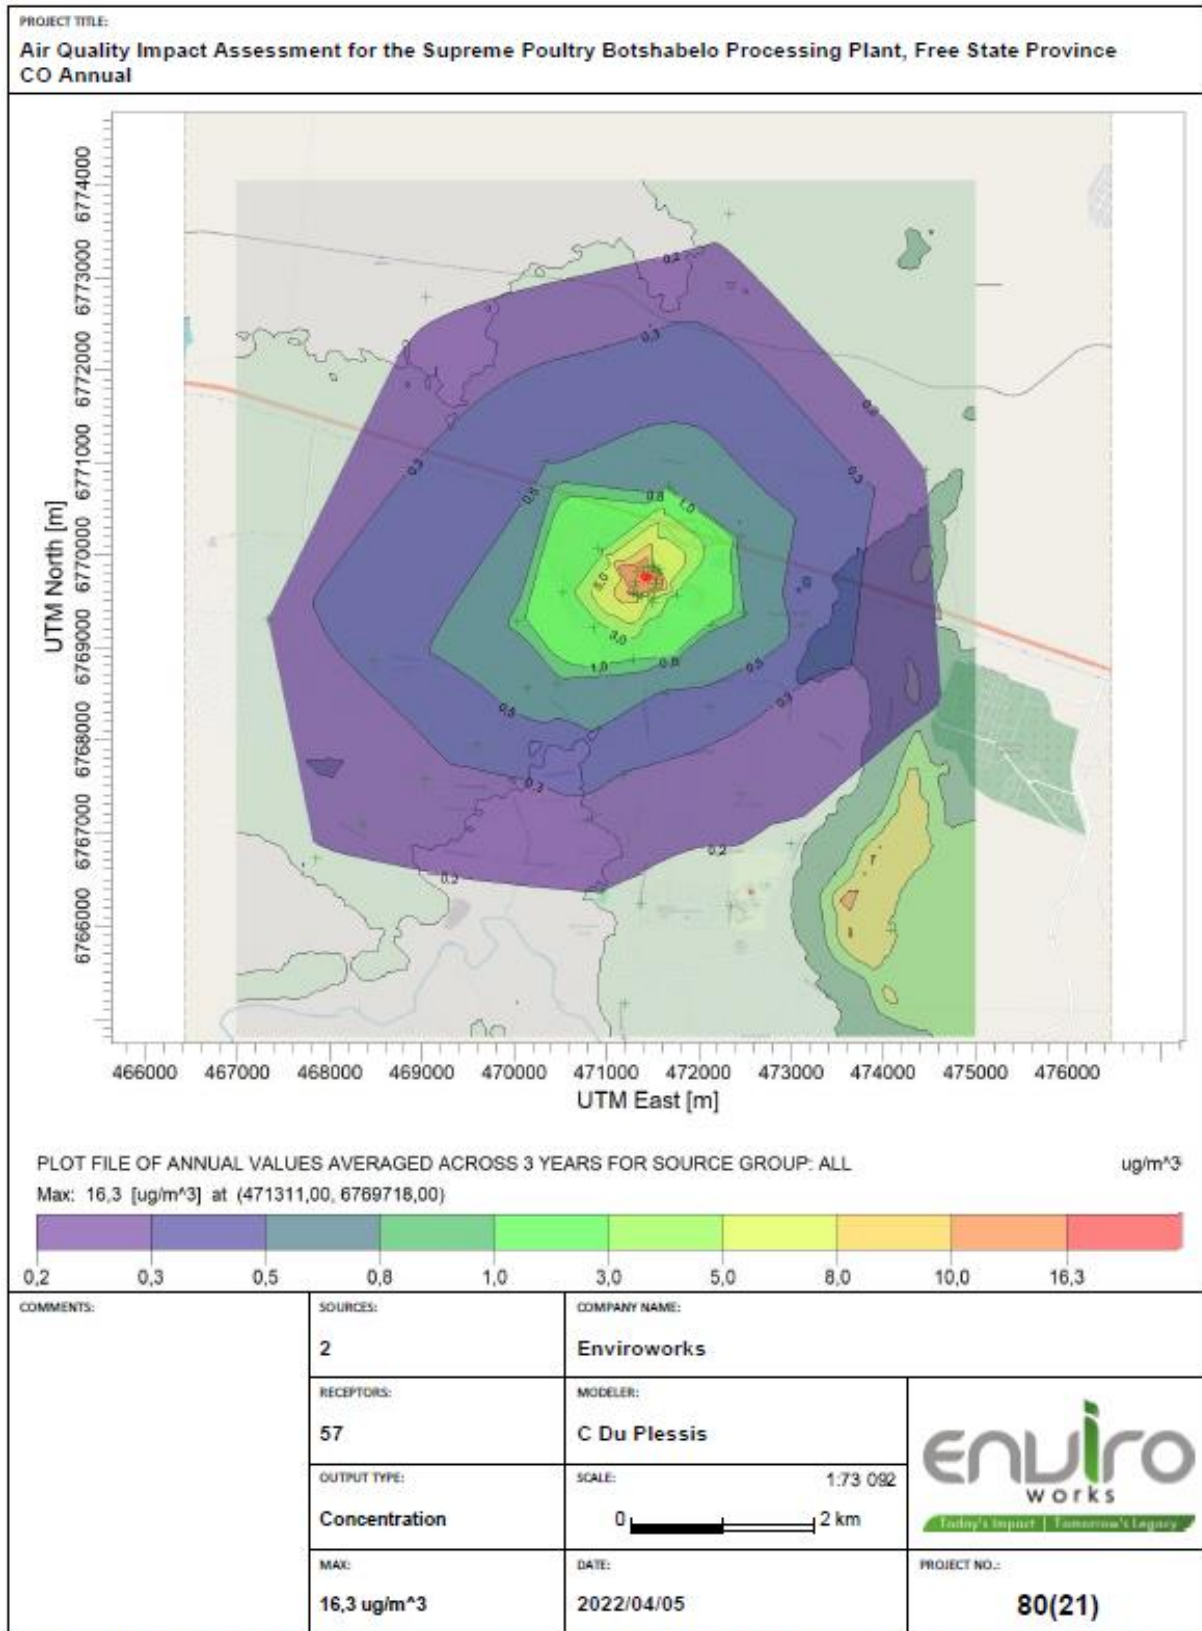 PROJECT TITLE:
Air Quality Impact Assessment for the Supreme Poultry Botshabelo Processing Plant, Free State Province
CO Annual
UTM North [m]
6774000
6773000
6772000
6771000
6770000
6769000
6768000
6767000
6766000
0,2
0,3
0,3
0,3
0,5
0,8
1,0
5,0
3,0
1,0
0,5
0,5
0,3
0,3
0,2
0,2
466000 467000 468000 469000 470000 471000 472000 473000 474000 475000 476000
UTM East [m]
PLOT FILE OF ANNUAL VALUES AVERAGED ACROSS 3 YEARS FOR SOURCE GROUP: ALL ug/m^3
Max: 16,3 [ug/m^3] at (471311,00, 6769718,00)
0,2 0,3 0,5 0,8 1,0 3,0 5,0 8,0 10,0 16,3
COMMENTS:
SOURCES:
2
COMPANY NAME:
Enviroworks
RECEPTORS:
57
MODELER:
C Du Plessis
OUTPUT TYPE:
Concentration
SCALE: 1:73 092
0 2 km
enviro
works
Today's Impact | Tomorrow's Legacy
MAX:
16,3 ug/m^3
DATE:
2022/04/05
PROJECT NO.:
80(21)